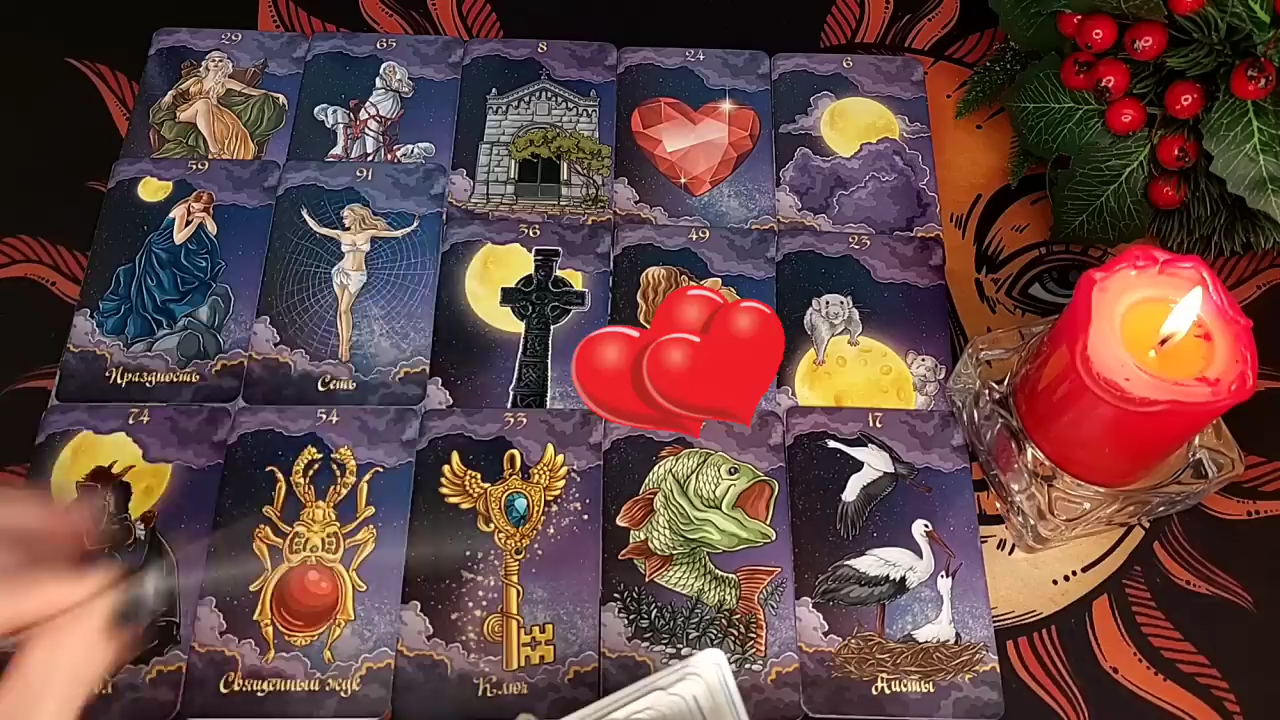 29
65
8
24
6
59
91
36
49
23
Праздность
Сеть
74
54
33
17
Священный жук
Ключ
Аисты